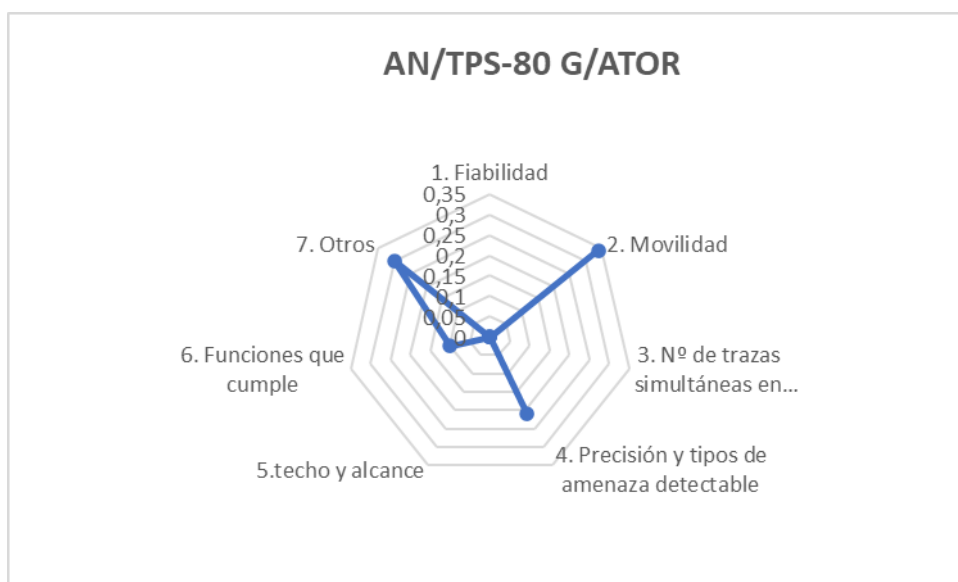 AN/TPS-80 G/ATOR
1. Fiabilidad
0,35
0,3
0,25
0,2
0,15
0,1
0,05
0
2. Movilidad
3. Nº de trazas
simultáneas en...
4. Precisión y tipos de
amenaza detectable
5.techo y alcance
6. Funciones que
cumple
7. Otros